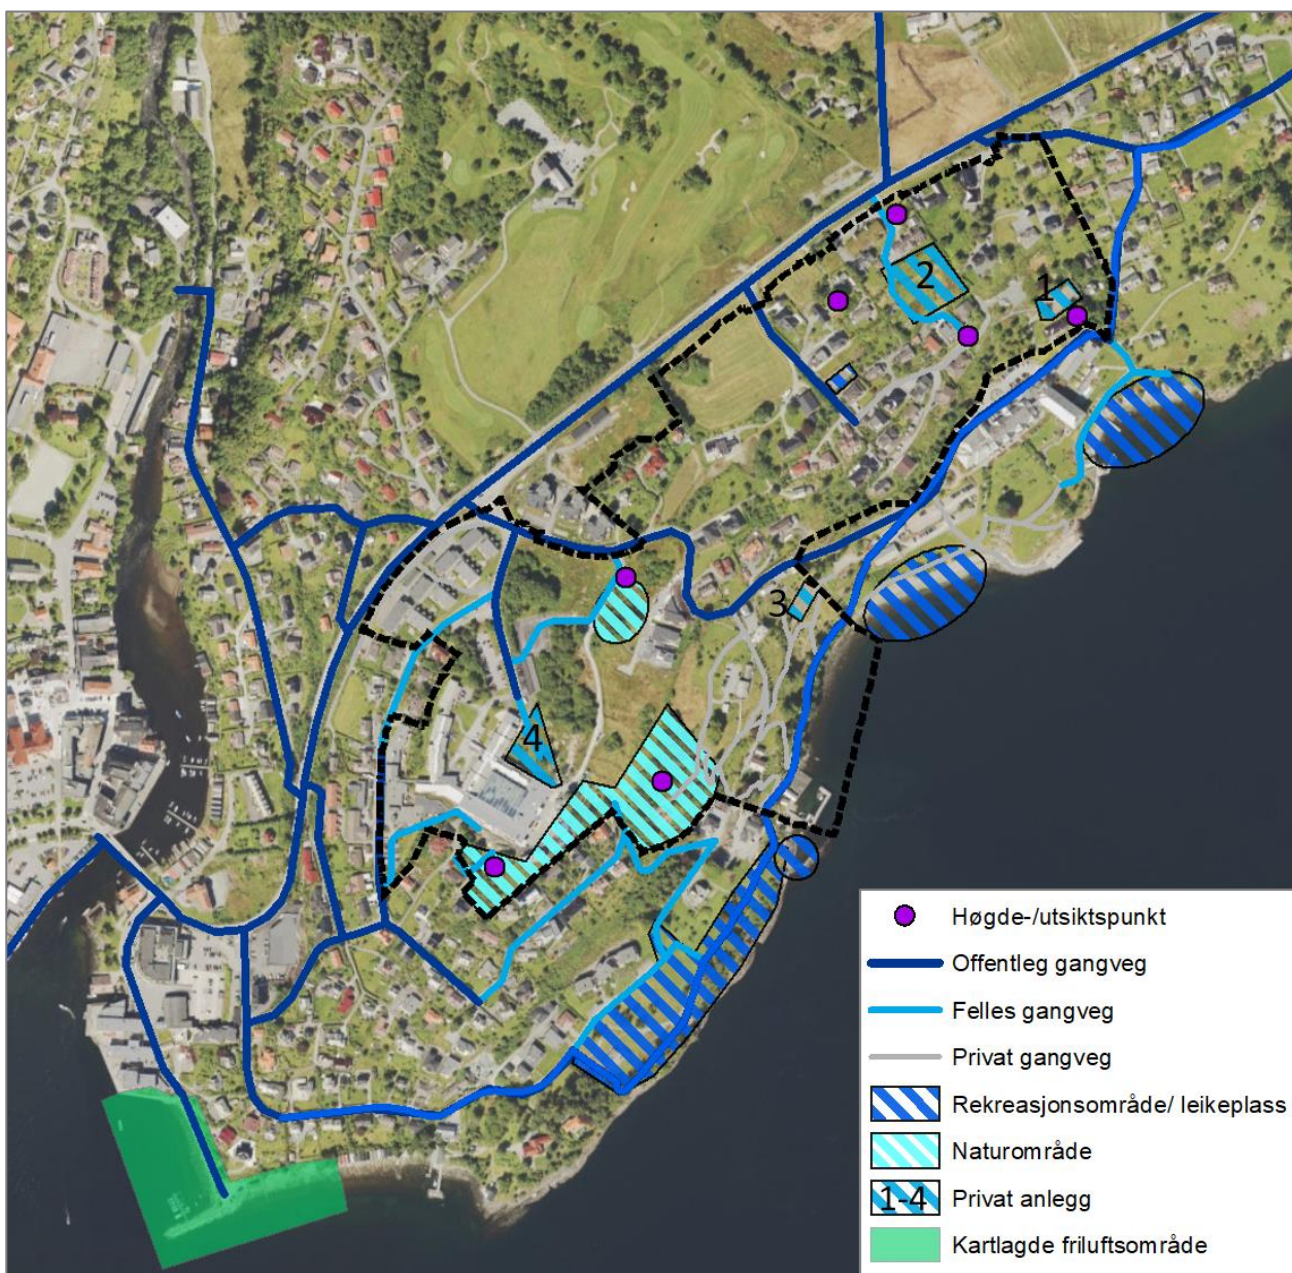 2
1
3
4
Høgde-/utsiktspunkt
Offentleg gangveg
Felles gangveg
Privat gangveg
Rekreasjonsområde/ leikeplass
Naturområde
1-4 Privat anlegg
Kartlagde friluftsområde